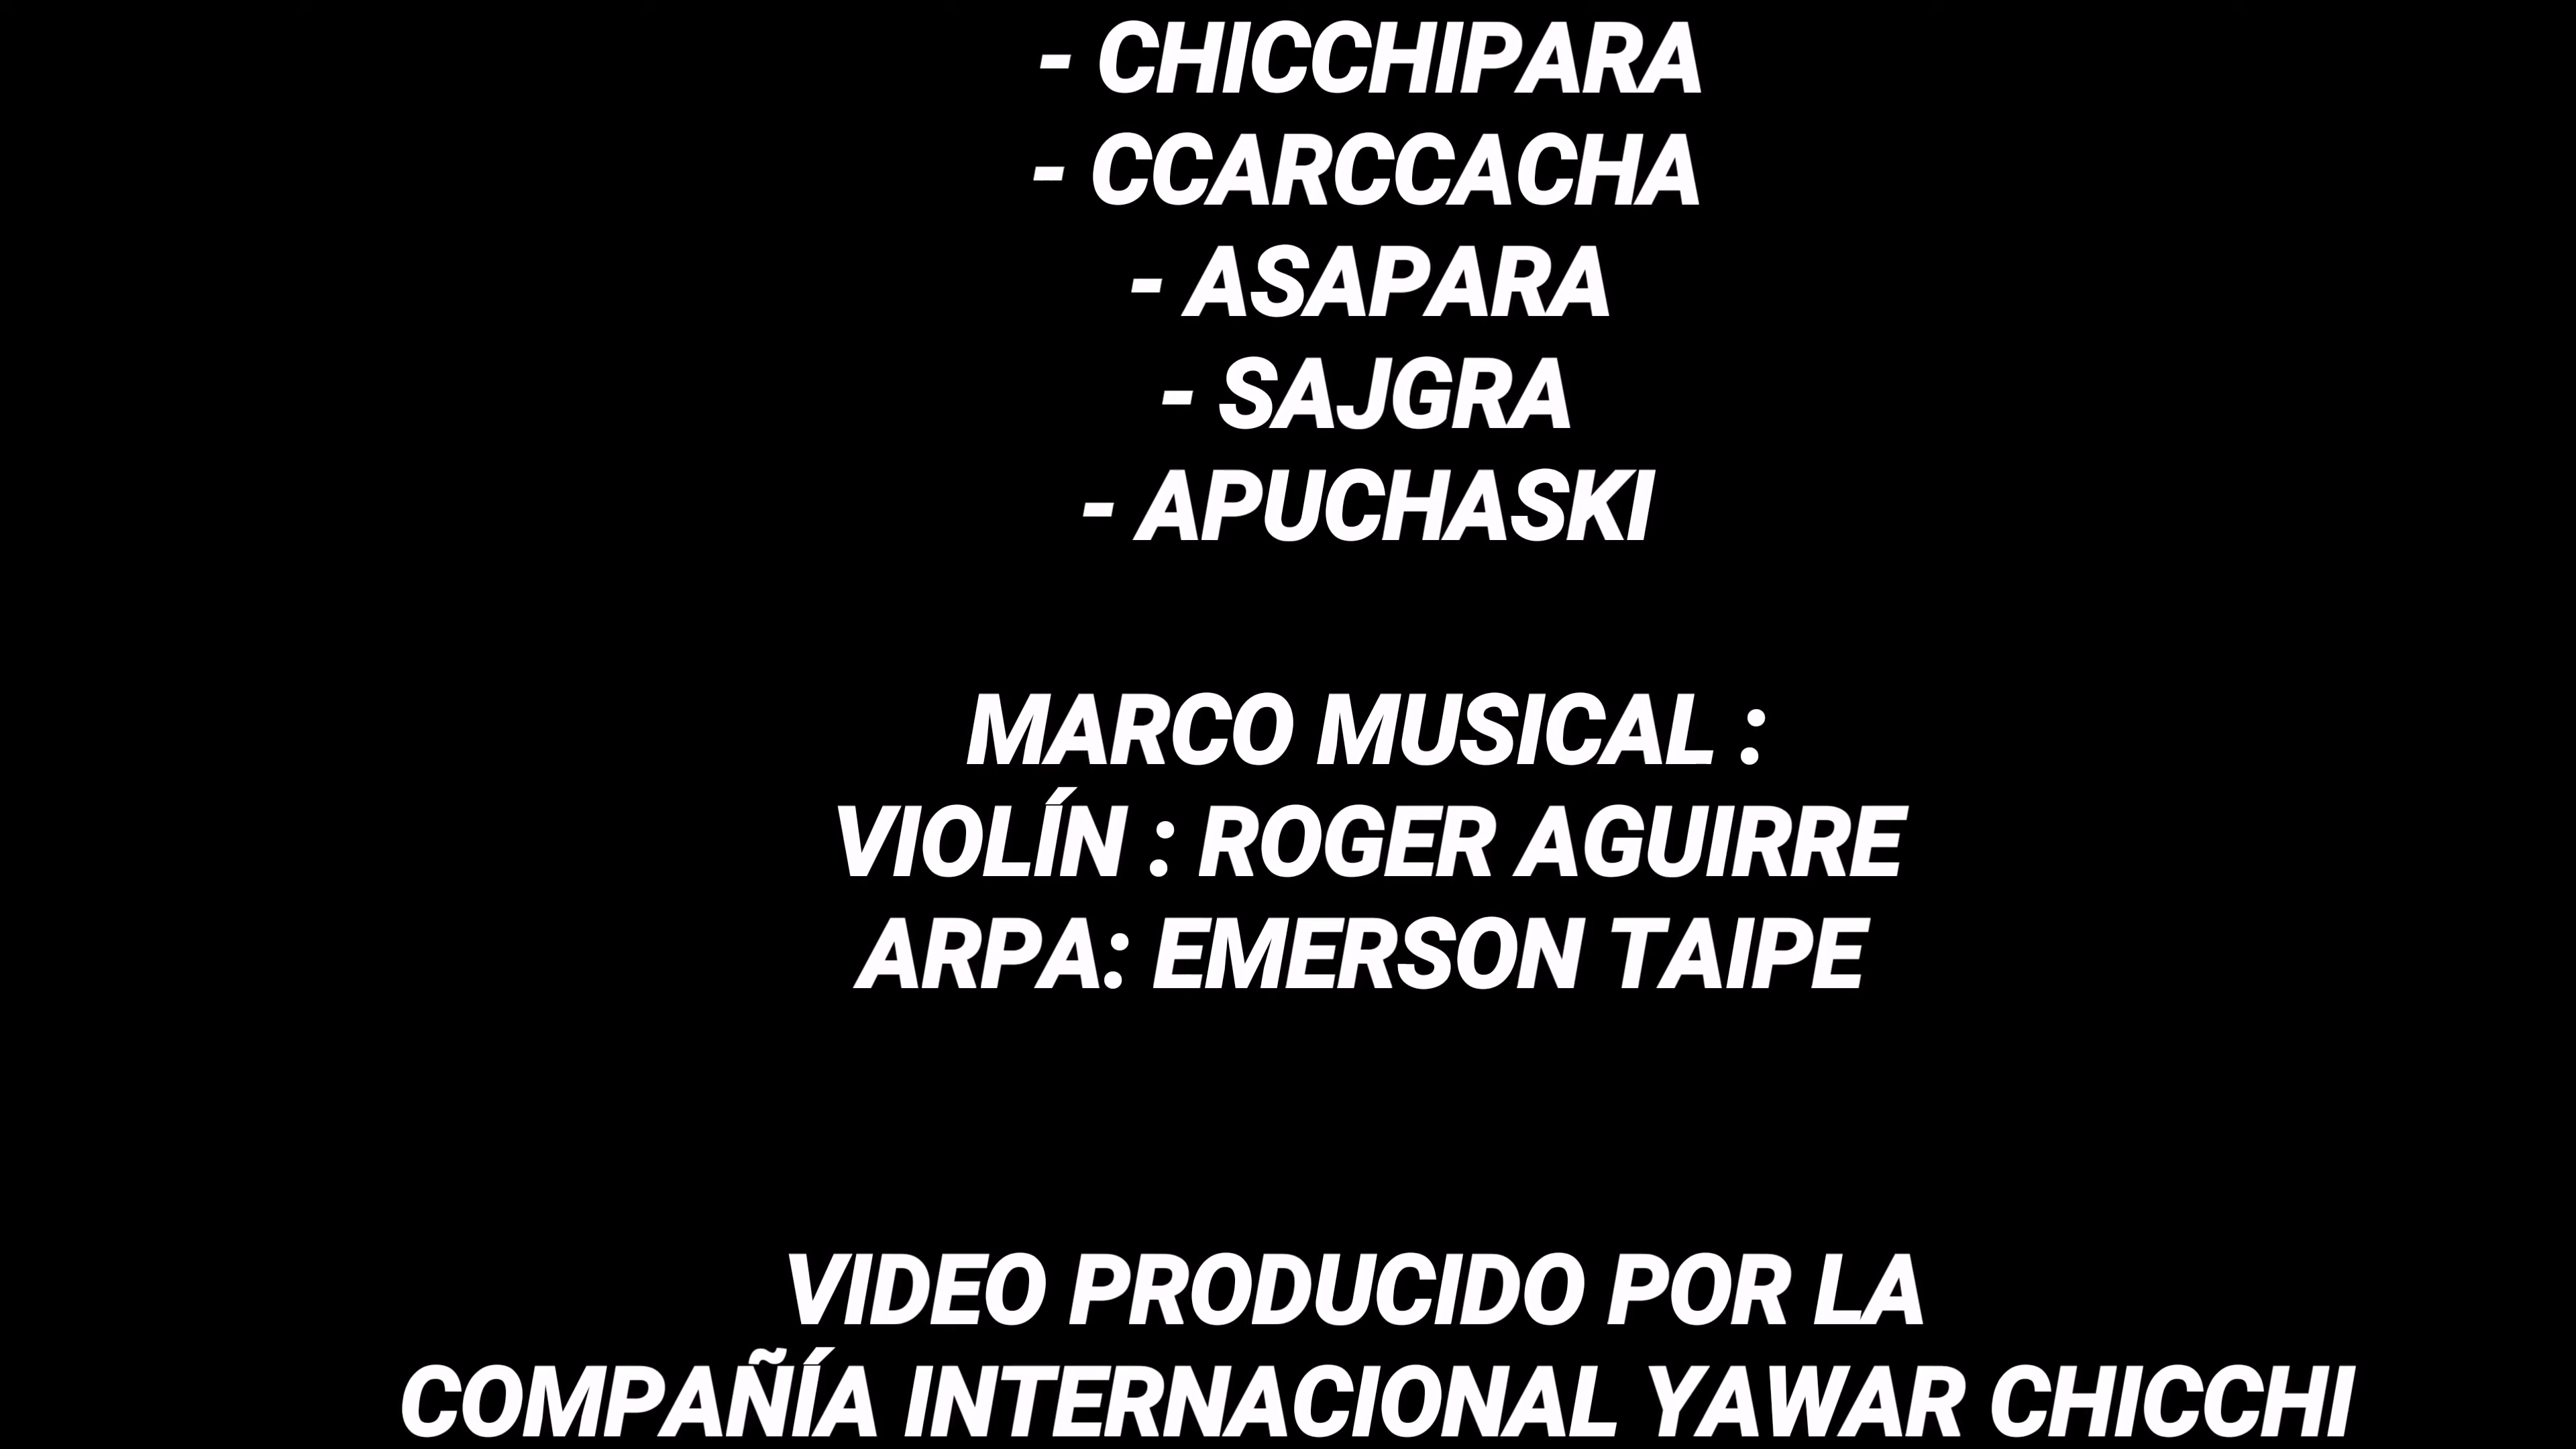 - CHICCHIPARA
- CCARCCACHA
- ASAPARA
- SAJGRA
- APUCHASKI
MARCO MUSICAL :
VIOLÍN : ROGER AGUIRRE
ARPA: EMERSON TAIPE
VIDEO PRODUCIDO POR LA
COMPAÑÍA INTERNACIONAL YAWAR CHICCHI